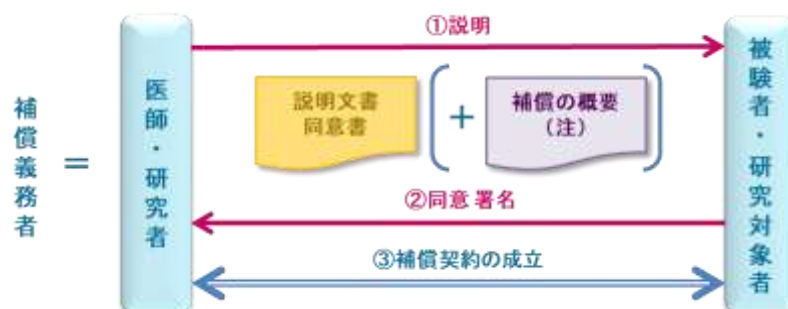 補償義務者
＝
医師・研究者
①説明
説明文書
同意書
＋
補償の概要
（注）
②同意 署名
③補償契約の成立
被験者・研究対象者